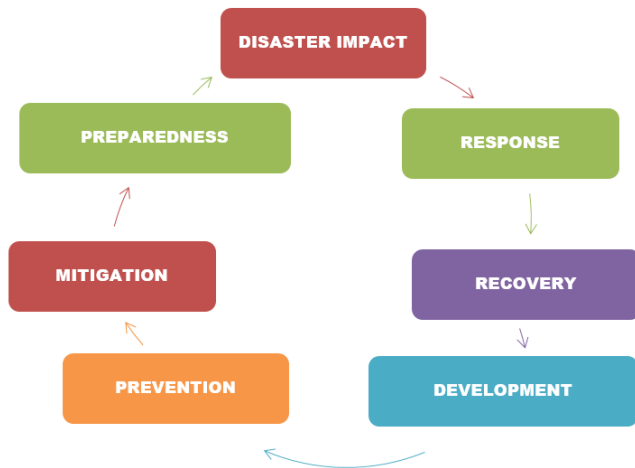 DISASTER IMPACT
RESPONSE
RECOVERY
DEVELOPMENT
PREVENTION
MITIGATION
PREPAREDNESS